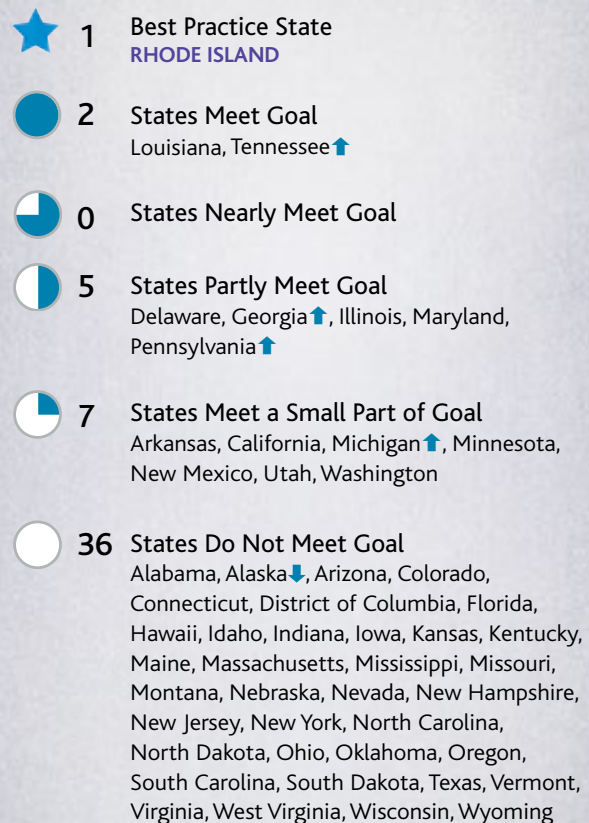 1 Best Practice State
RHODE ISLAND
2 States Meet Goal
Louisiana, Tennessee⬆
0 States Nearly Meet Goal
5 States Partly Meet Goal
Delaware, Georgia⬆, Illinois, Maryland,
Pennsylvania⬆
7 States Meet a Small Part of Goal
Arkansas, California, Michigan⬆, Minnesota,
New Mexico, Utah, Washington
36 States Do Not Meet Goal
Alabama, Alaska⬇, Arizona, Colorado,
Connecticut, District of Columbia, Florida,
Hawaii, Idaho, Indiana, Iowa, Kansas, Kentucky,
Maine, Massachusetts, Mississippi, Missouri,
Montana, Nebraska, Nevada, New Hampshire,
New Jersey, New York, North Carolina,
North Dakota, Ohio, Oklahoma, Oregon,
South Carolina, South Dakota, Texas, Vermont,
Virginia, West Virginia, Wisconsin, Wyoming